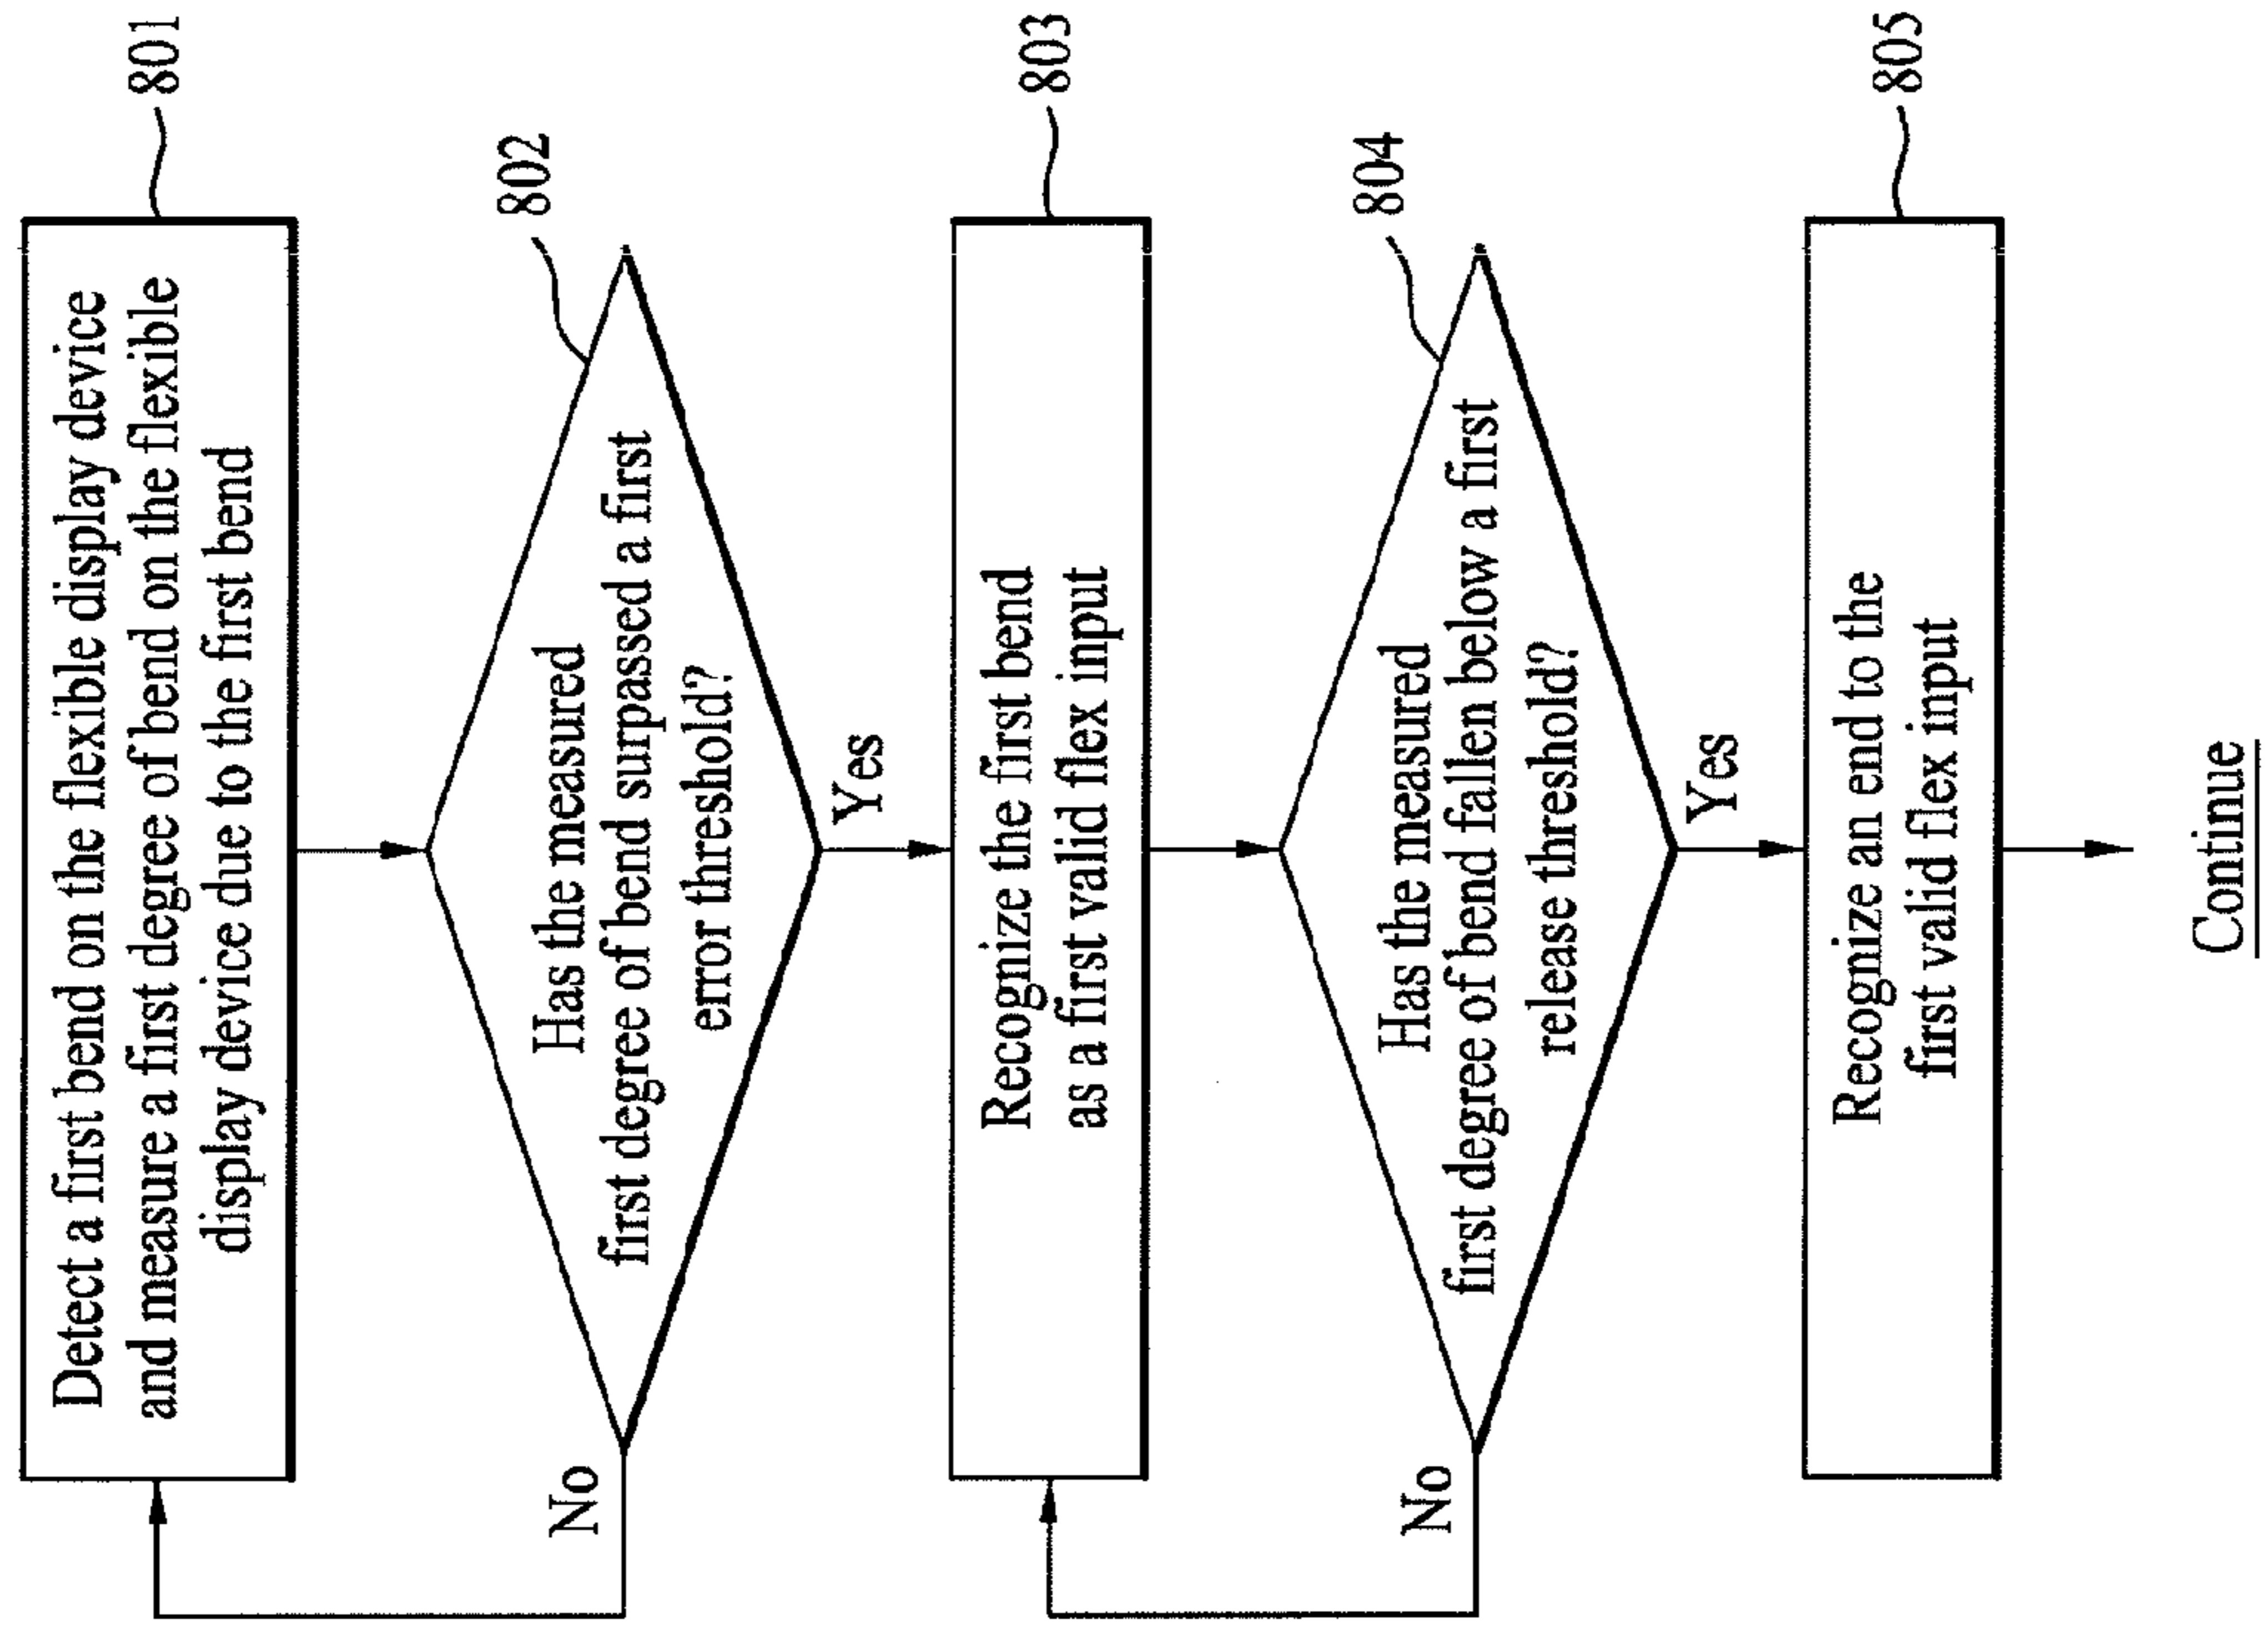 Detect a first bend on the flexible display device
and measure a first degree of bend on the flexible
display device due to the first bend
801
Has the measured
first degree of bend surpassed a first
error threshold?
802
No
Yes
Recognize the first bend
as a first valid flex input
803
Has the measured
first degree of bend fallen below a first
release threshold?
804
No
Yes
Recognize an end to the
first valid flex input
805
Continue